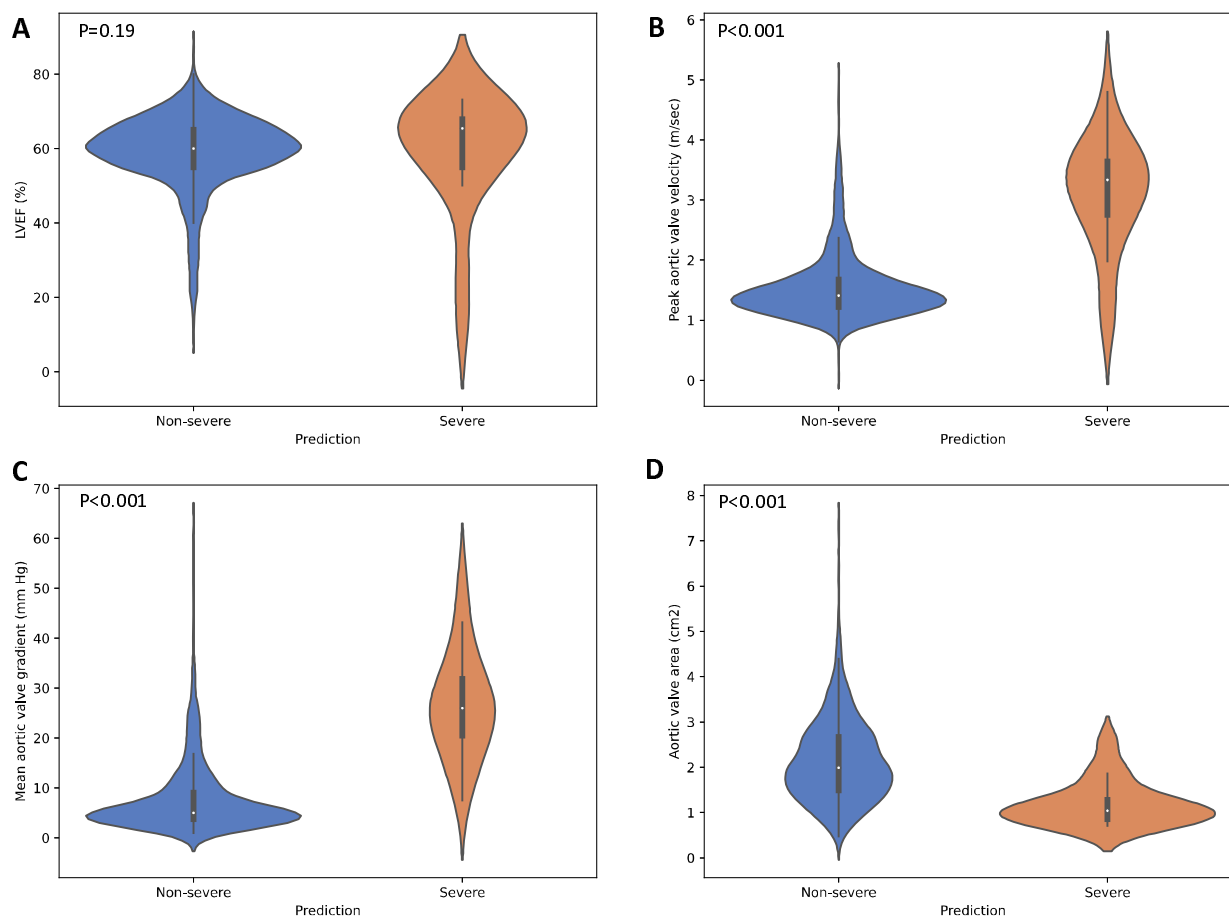 A
P=0.19
80
60
40
20
0
LVEF (%)
Non-severe
Severe
Prediction
B
P<0.001
6
5
4
3
2
1
0
Peak aortic valve velocity (m/sec)
Non-severe
Severe
Prediction
C
P<0.001
70
60
50
40
30
20
10
0
Mean aortic valve gradient (mm Hg)
Non-severe
Severe
Prediction
D
P<0.001
8
7
6
5
4
3
2
1
0
Aortic valve area (cm2)
Non-severe
Severe
Prediction